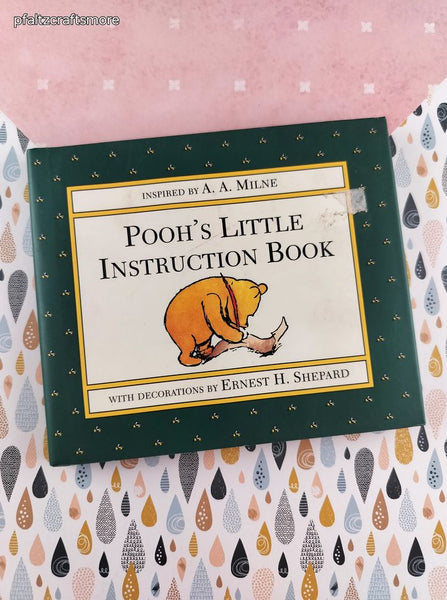 pfaltzcraftsmore
INSPIRED BY A. A. MILNE
POOH'S LITTLE
INSTRUCTION BOOK
WITH DECORATIONS BY ERNEST H. SHEPARD